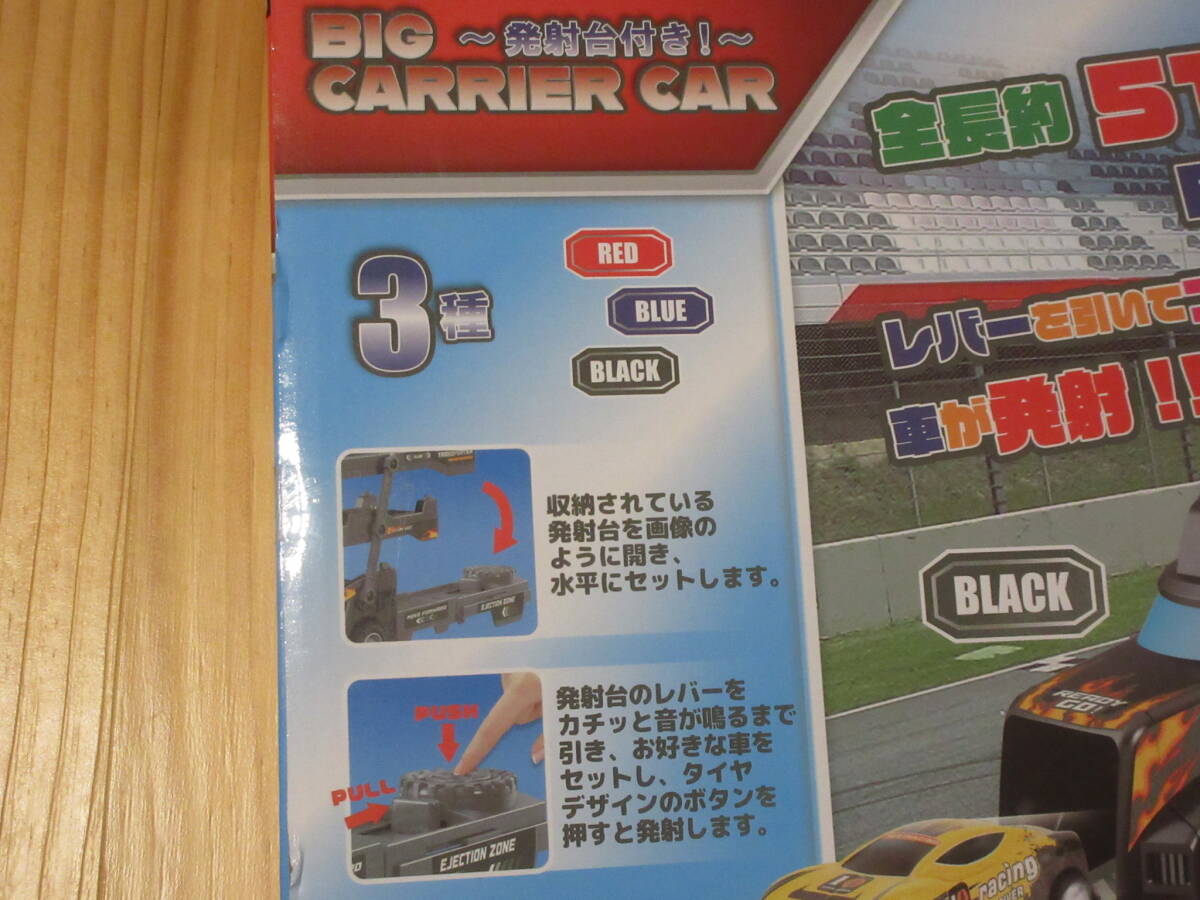 BIG ～発射台付き!～
CARRIER CAR
全長約 5
3種
RED
BLUE
BLACK
レバーを引いて
車が発射!!
収納されている
発射台を画像の
ように開き、
水平にセットします。
EJECTION ZONE
BLACK
READY
GO!
発射台のレバーを
カチッと音が鳴るまで
引き、お好きな車を
セットし、タイヤ
デザインのボタンを
押すと発射します。
PUSH
PULL
EJECTION ZONE
racing